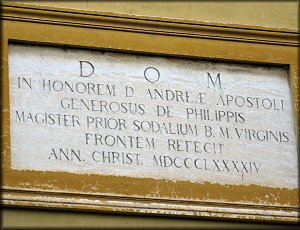 D O M
IN HONOREM D. ANDREÆ APOSTOLI
GENEROSUS DE PHILIPPIS
MAGISTER PRIOR SODALIUM B. M. VIRGINIS
FRONTEM REFECIT
ANN. CHRIST. MDCCCLXXXXIV